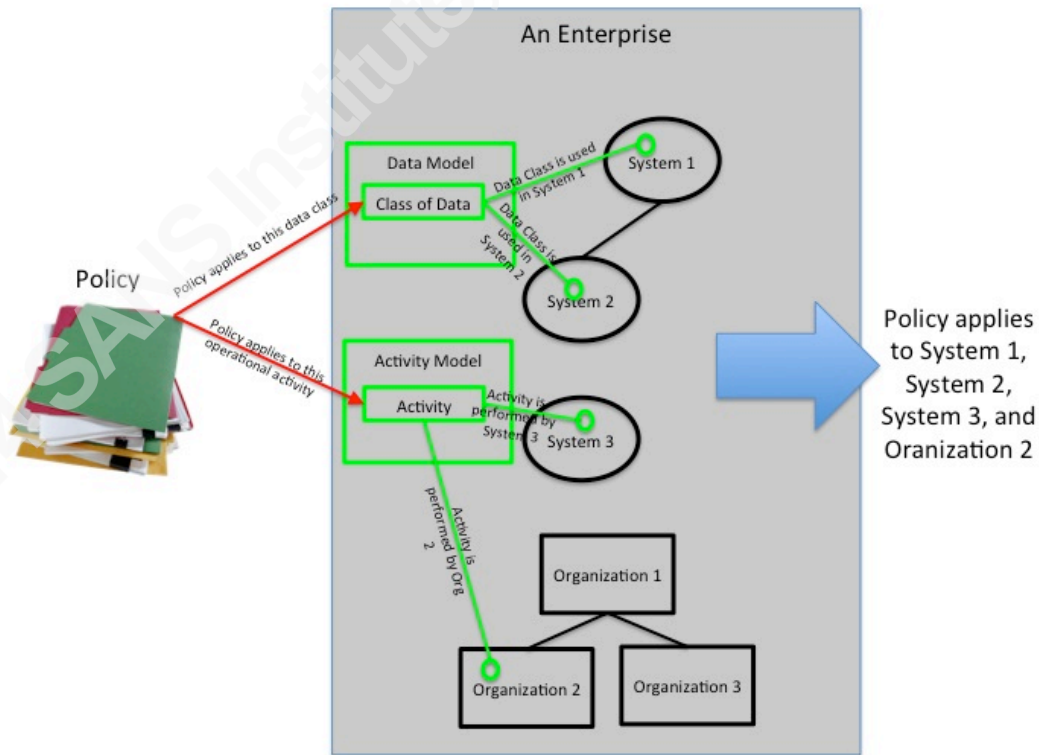 An Enterprise
SANS Institute
Policy
Policy applies to this data class
Policy applies to this
operational activity
Data Model
Class of Data
Data Class is used
in System 1
Data Class is
used in
System 2
System 1
System 2
Activity Model
Activity
Activity is
performed by
System 3
System 3
Activity is
performed by Org
2
Organization 1
Organization 2
Organization 3
Policy applies
to System 1,
System 2,
System 3, and
Oranization 2